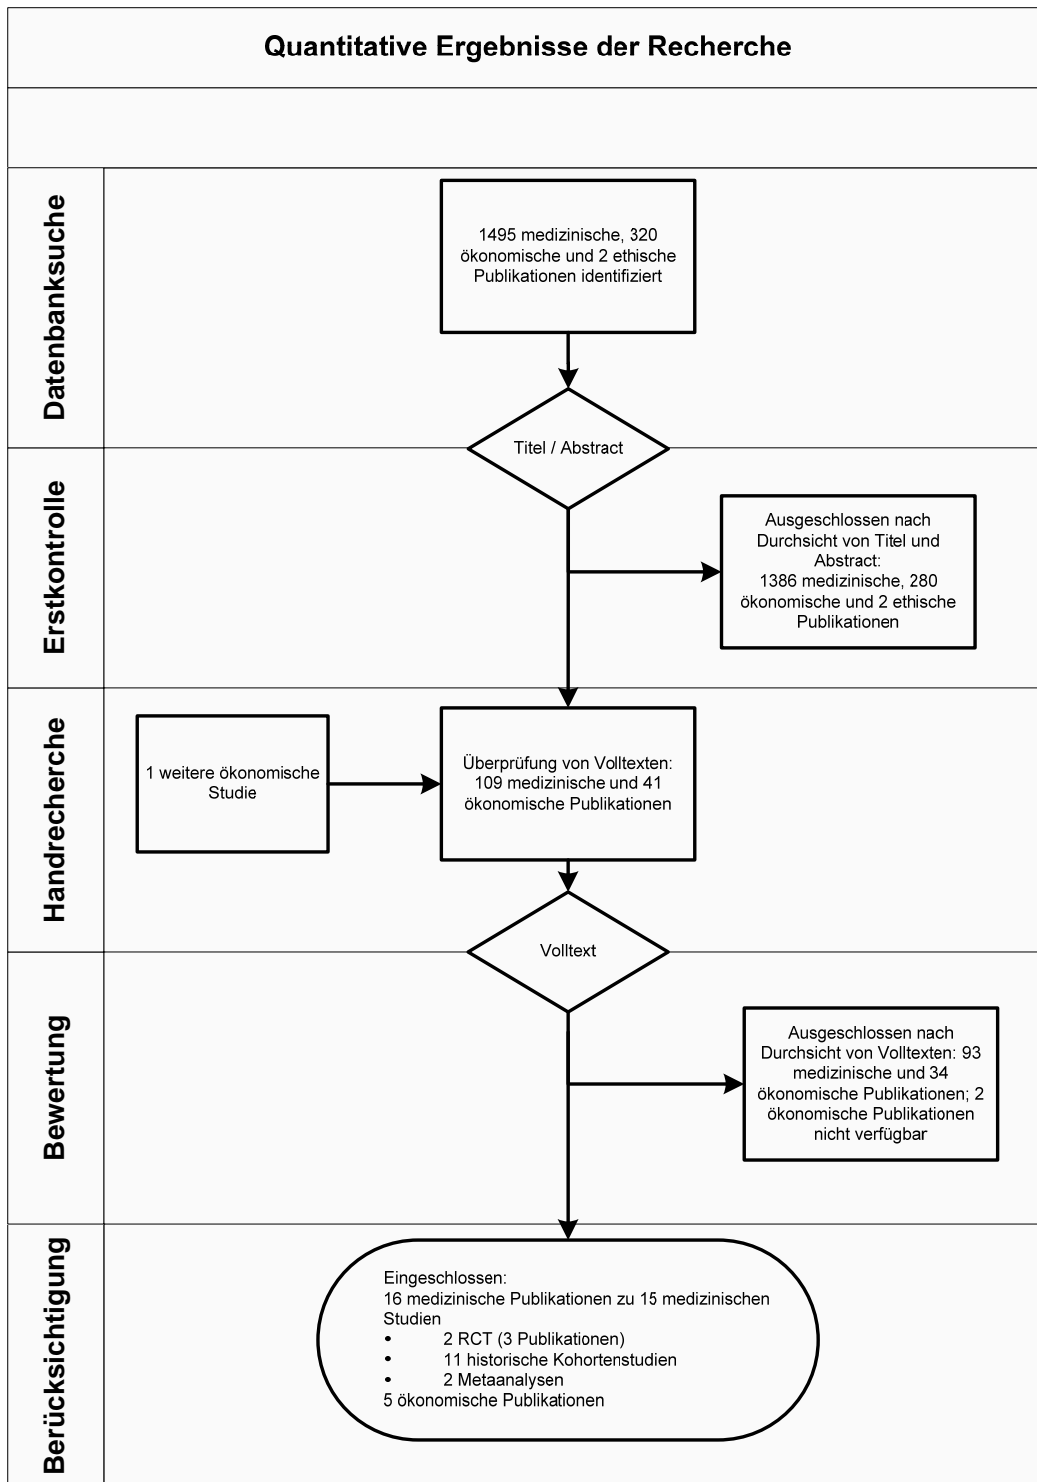 Quantitative Ergebnisse der Recherche
Datenbanksuche
1495 medizinische, 320
ökonomische und 2 ethische
Publikationen identifiziert
Titel / Abstract
Erstkontrolle
Ausgeschlossen nach
Durchsicht von Titel und
Abstract:
1386 medizinische, 280
ökonomische und 2 ethische
Publikationen
Handrecherche
1 weitere ökonomische
Studie
Überprüfung von Volltexten:
109 medizinische und 41
ökonomische Publikationen
Volltext
Bewertung
Ausgeschlossen nach
Durchsicht von Volltexten: 93
medizinische und 34
ökonomische Publikationen; 2
ökonomische Publikationen
nicht verfügbar
Berücksichtigung
Eingeschlossen:
16 medizinische Publikationen zu 15 medizinischen
Studien
• 2 RCT (3 Publikationen)
• 11 historische Kohortenstudien
• 2 Metaanalysen
5 ökonomische Publikationen